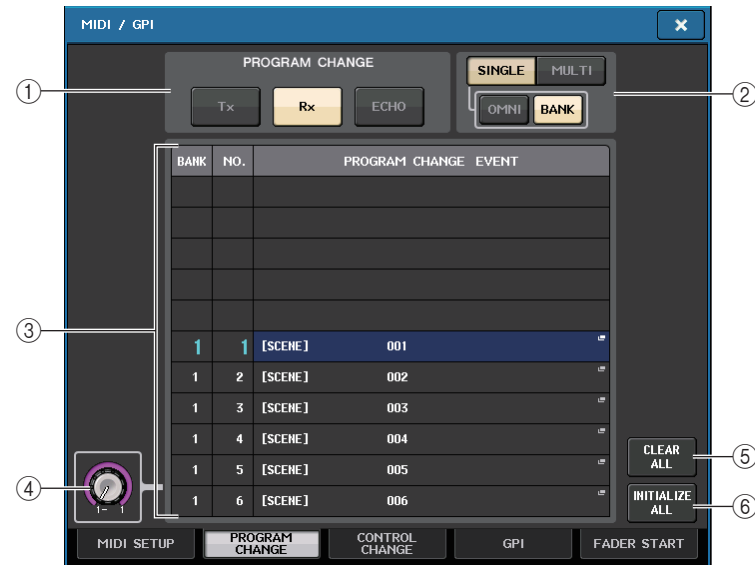 MIDI / GPI
PROGRAM CHANGE
Tx Rx ECHO
SINGLE MULTI
OMNI BANK
1
2
BANK NO. PROGRAM CHANGE EVENT
3
1 1 [SCENE] 001
1 2 [SCENE] 002
1 3 [SCENE] 003
1 4 [SCENE] 004
1 5 [SCENE] 005
1 6 [SCENE] 006
4
1- 1
CLEAR ALL
5
INITIALIZE ALL
6
MIDI SETUP PROGRAM CHANGE CONTROL CHANGE GPI FADER START